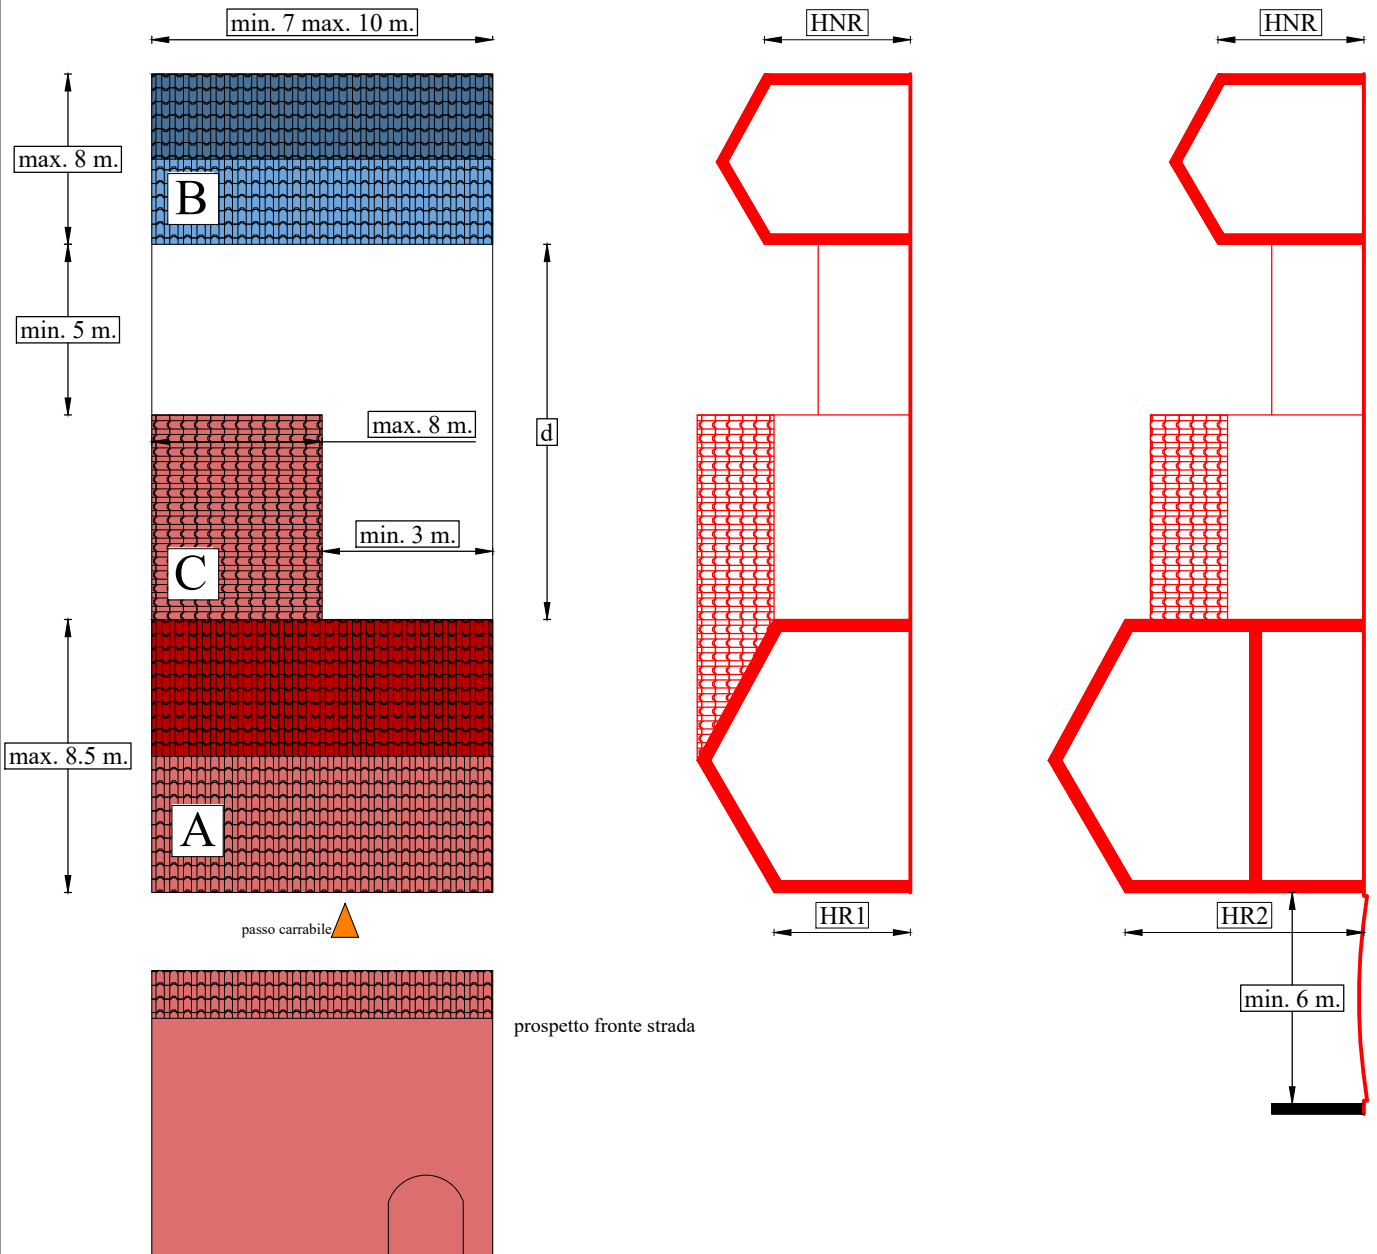 min. 7 max. 10 m.
HNR
HNR
max. 8 m.
B
min. 5 m.
max. 8 m.
d
min. 3 m.
C
max. 8.5 m.
A
HR1
HR2
passo carrabile
min. 6 m.
prospetto fronte strada